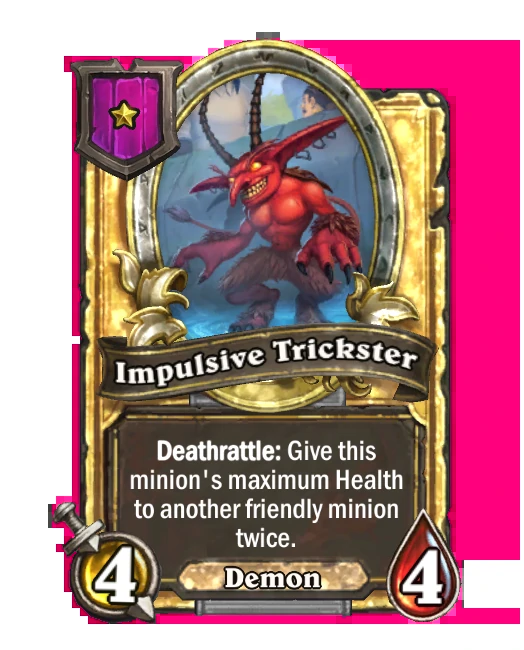 Impulsive Trickster
Deathrattle: Give this
minion's maximum Health
to another friendly minion
twice.
4
Demon
4